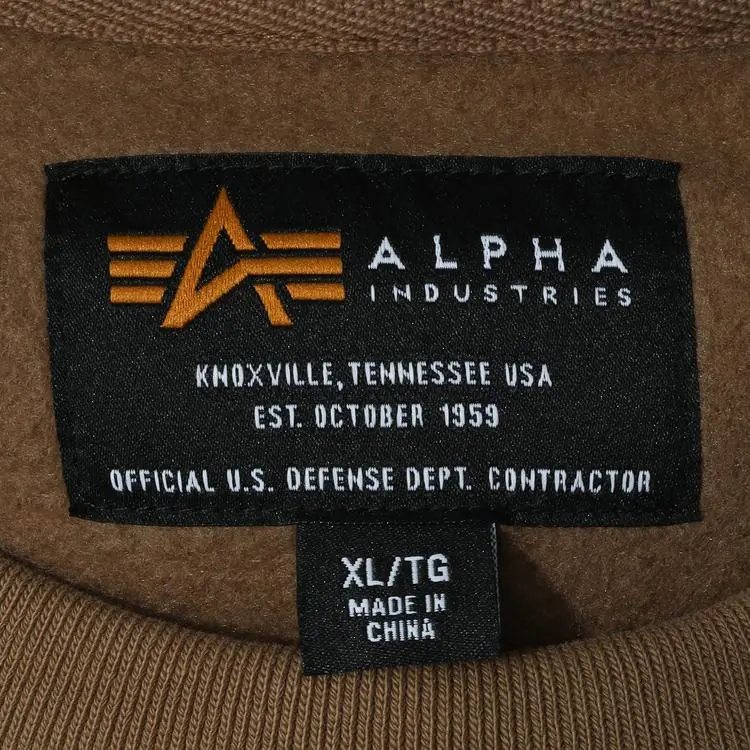 ALPHA
INDUSTRIES
KNOXVILLE, TENNESSEE USA
EST. OCTOBER 1959
OFFICIAL U.S. DEFENSE DEPT. CONTRACTOR
XL/TG
MADE IN
CHINA